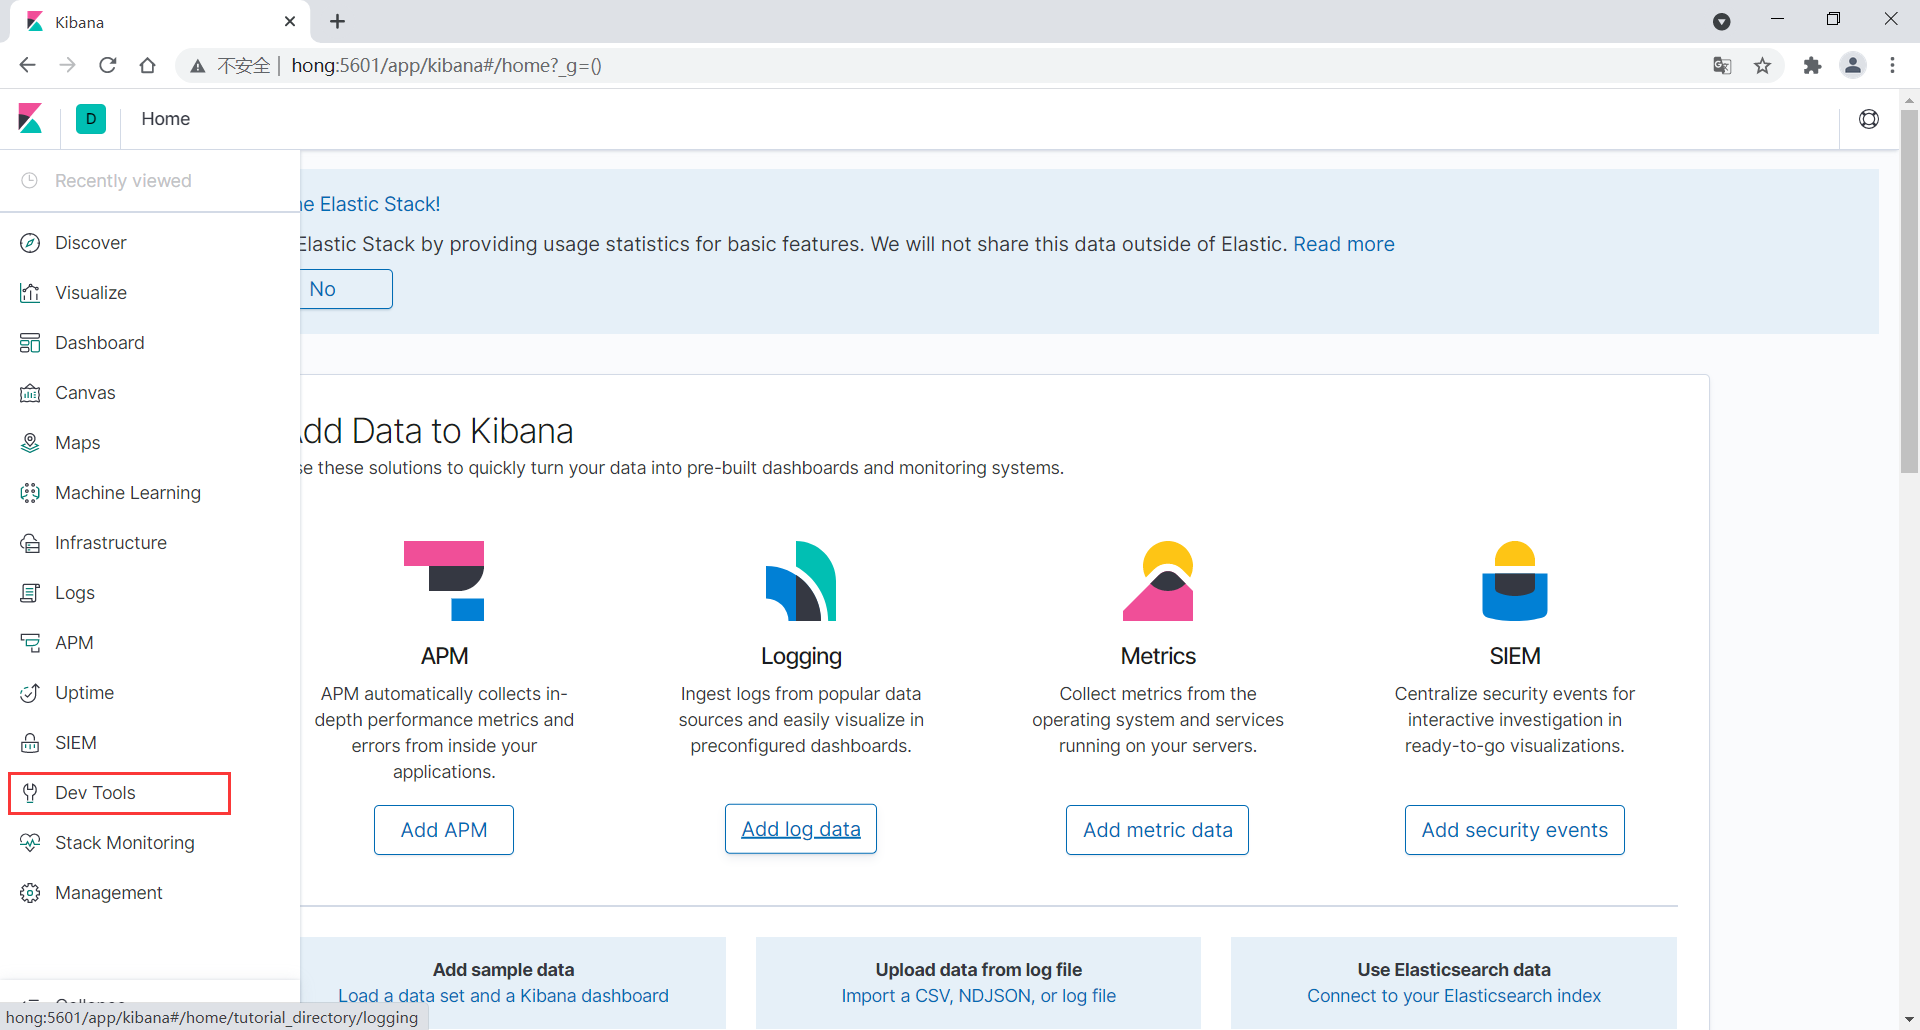 Kibana
不安全 | hong:5601/app/kibana#/home?_g=()
D
Home
Recently viewed
Discover
Visualize
Dashboard
Canvas
Maps
Machine Learning
Infrastructure
Logs
APM
Uptime
SIEM
Dev Tools
Stack Monitoring
Management
Elastic Stack!
Elastic Stack by providing usage statistics for basic features. We will not share this data outside of Elastic. Read more
No
Add Data to Kibana
these solutions to quickly turn your data into pre-built dashboards and monitoring systems.
APM
APM automatically collects in-
depth performance metrics and
errors from inside your
applications.
Add APM
Logging
Ingest logs from popular data
sources and easily visualize in
preconfigured dashboards.
Add log data
Metrics
Collect metrics from the
operating system and services
running on your servers.
Add metric data
SIEM
Centralize security events for
interactive investigation in
ready-to-go visualizations.
Add security events
Add sample data
Load a data set and a Kibana dashboard
Upload data from log file
Import a CSV, NDJSON, or log file
Use Elasticsearch data
Connect to your Elasticsearch index
Collapse
hong:5601/app/kibana#/home/tutorial_directory/logging